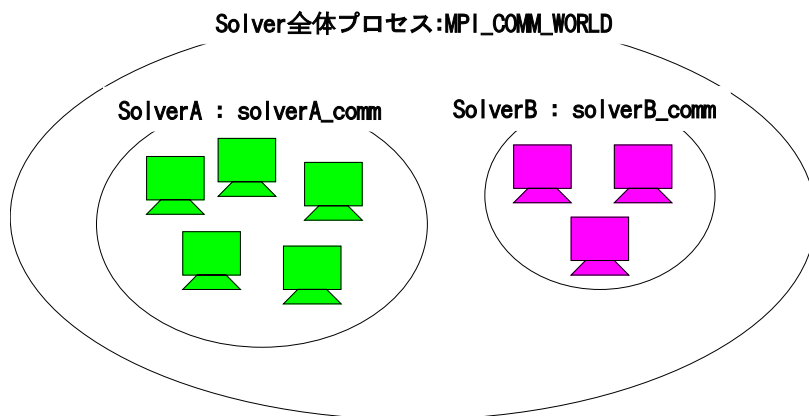 Solver全体プロセス:MPI_COMM_WORLD
SolverA : solverA_comm
SolverB : solverB_comm